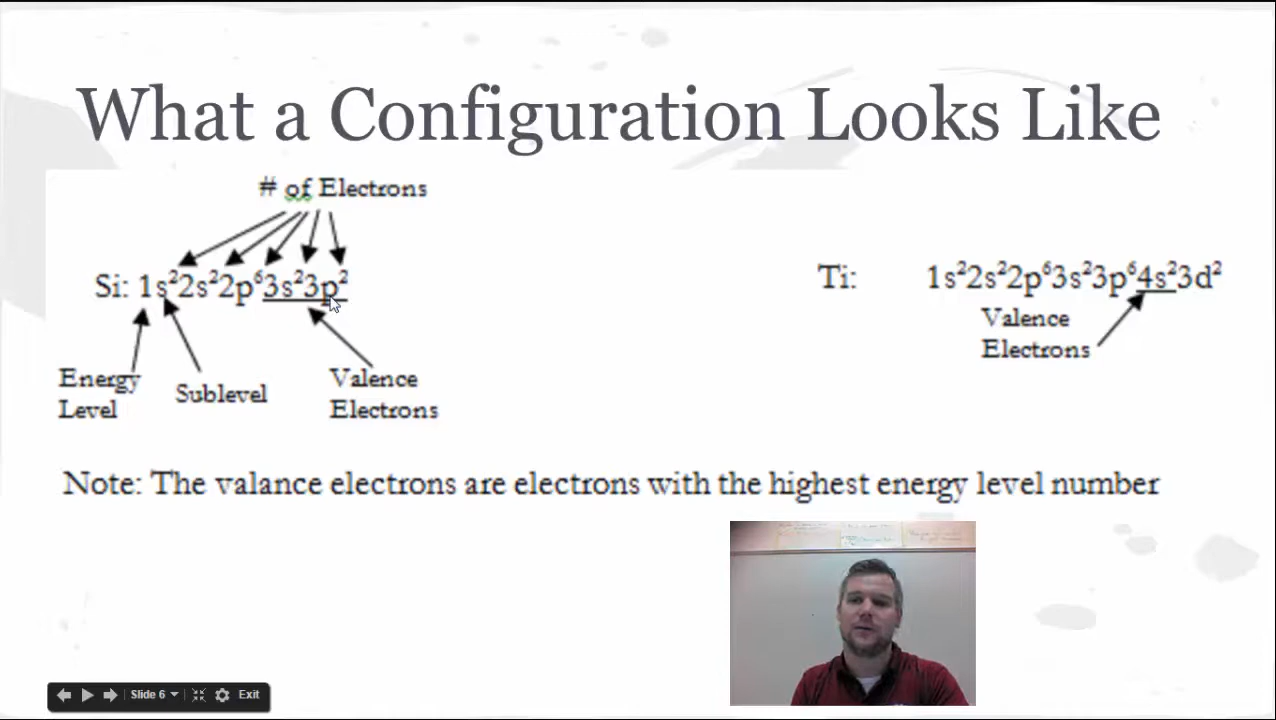 What a Configuration Looks Like
# of Electrons
Si: 1s²2s²2p⁶3s²3p²
Energy
Level
Sublevel
Valence
Electrons
Ti: 1s²2s²2p⁶3s²3p⁶4s²3d²
Valence
Electrons
Note: The valance electrons are electrons with the highest energy level number
Slide 6
Exit